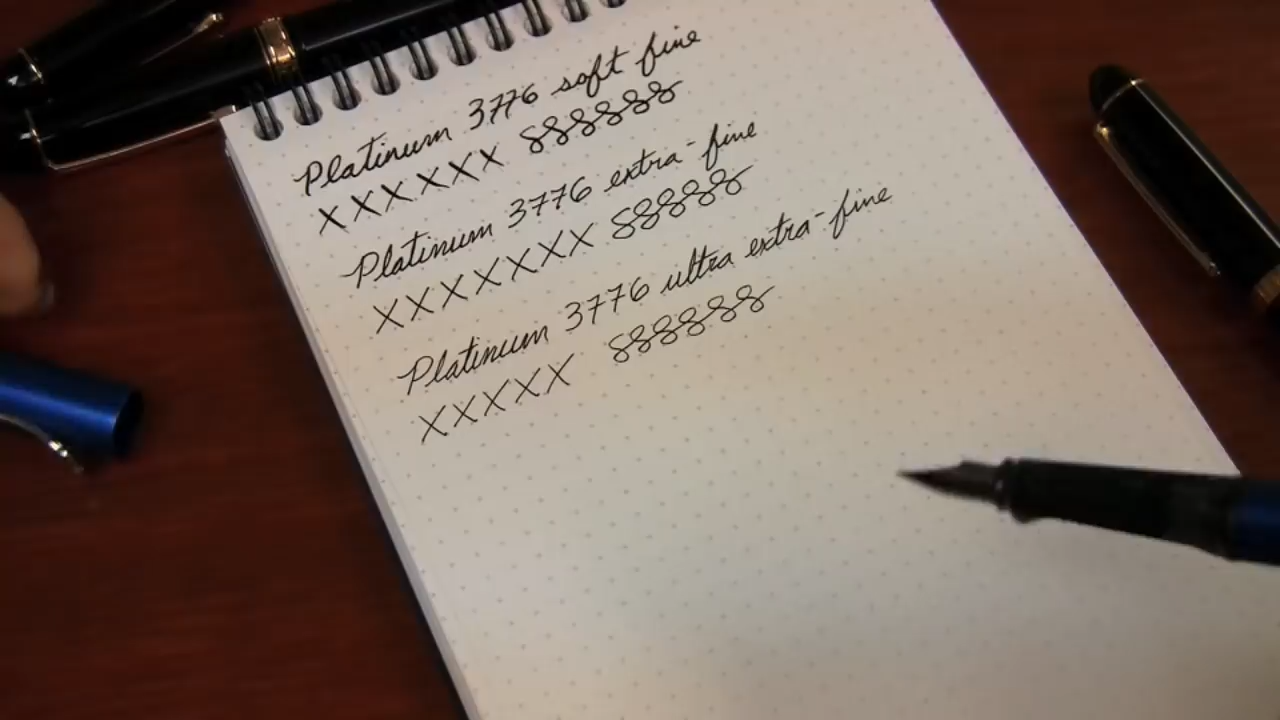 Platinum 3776 soft fine
XXXXXX 888888
Platinum 3776 extra-fine
XXXXXXX 88888
Platinum 3776 ultra extra-fine
XXXXX 888888